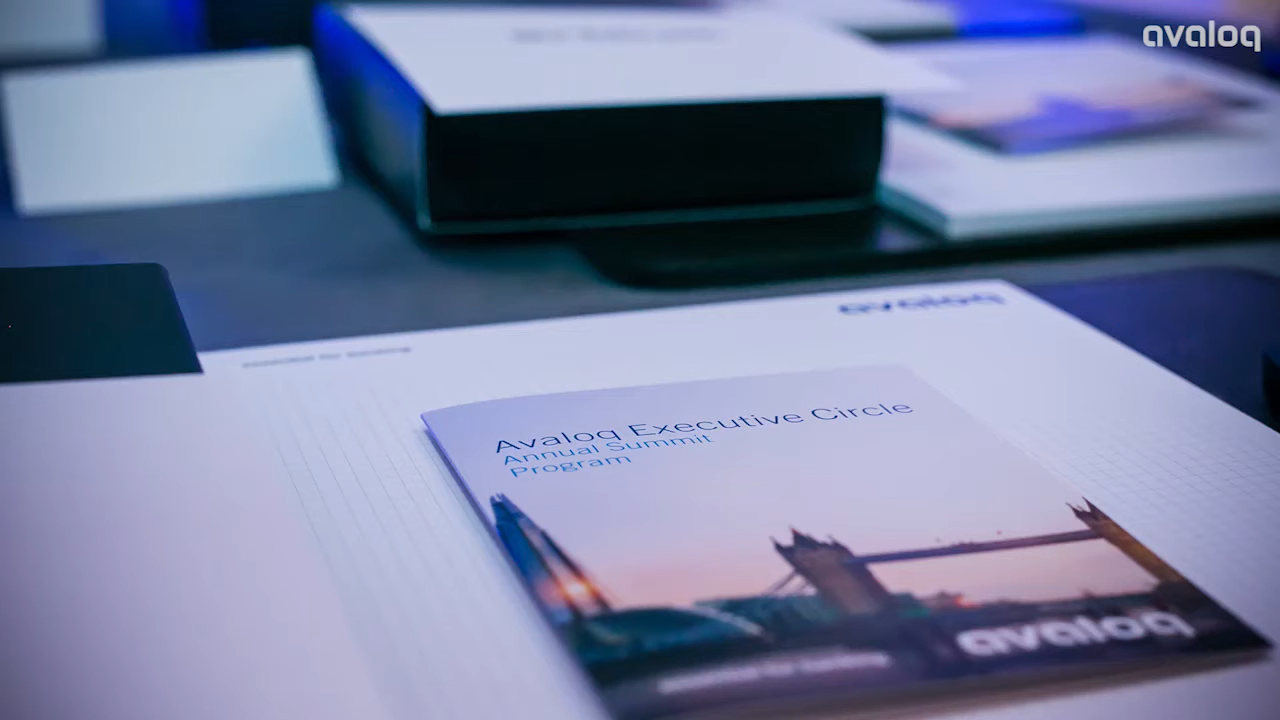 avaloq
avaloq
Avaloq Executive Circle
Annual Summit
Program
avaloq